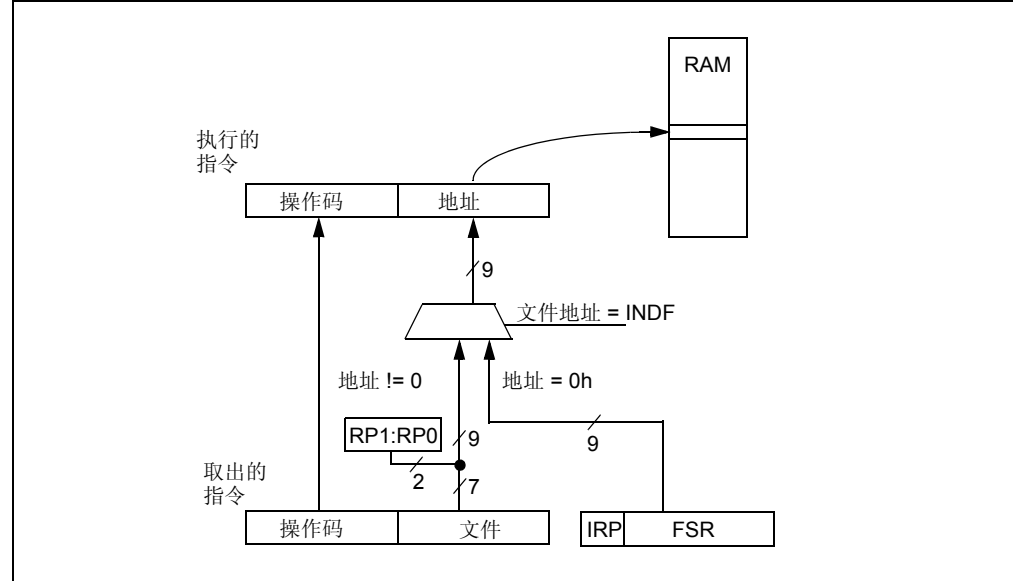 RAM
执行的
指令
操作码
地址
9
文件地址 = INDF
地址 != 0
地址 = 0h
RP1:RP0
9
9
2
7
取出的
指令
操作码
文件
IRP
FSR